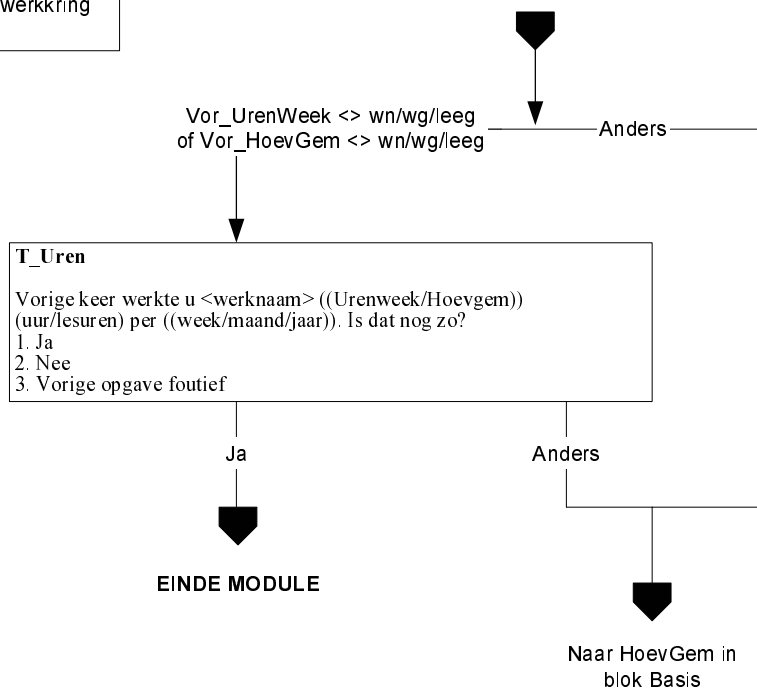 werkkring
Vor_UrenWeek <> wn/wg/leeg
of Vor_HoevGem <> wn/wg/leeg
Anders
T_Uren
Vorige keer werkte u <werknaam> ((Urenweek/Hoevgem))
(uur/lesuren) per ((week/maand/jaar)). Is dat nog zo?
1. Ja
2. Nee
3. Vorige opgave foutief
Ja
Anders
EINDE MODULE
Naar HoevGem in
blok Basis